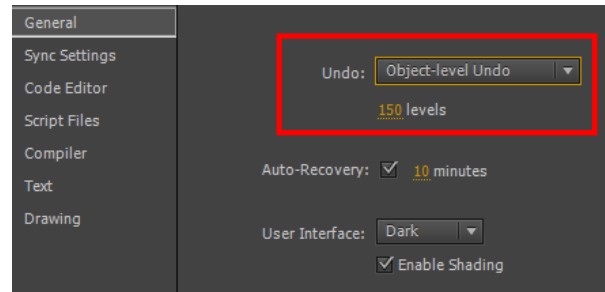 General
Sync Settings
Code Editor
Script Files
Compiler
Text
Drawing
Undo: Object-level Undo
150 levels
Auto-Recovery: 10 minutes
User Interface: Dark
Enable Shading